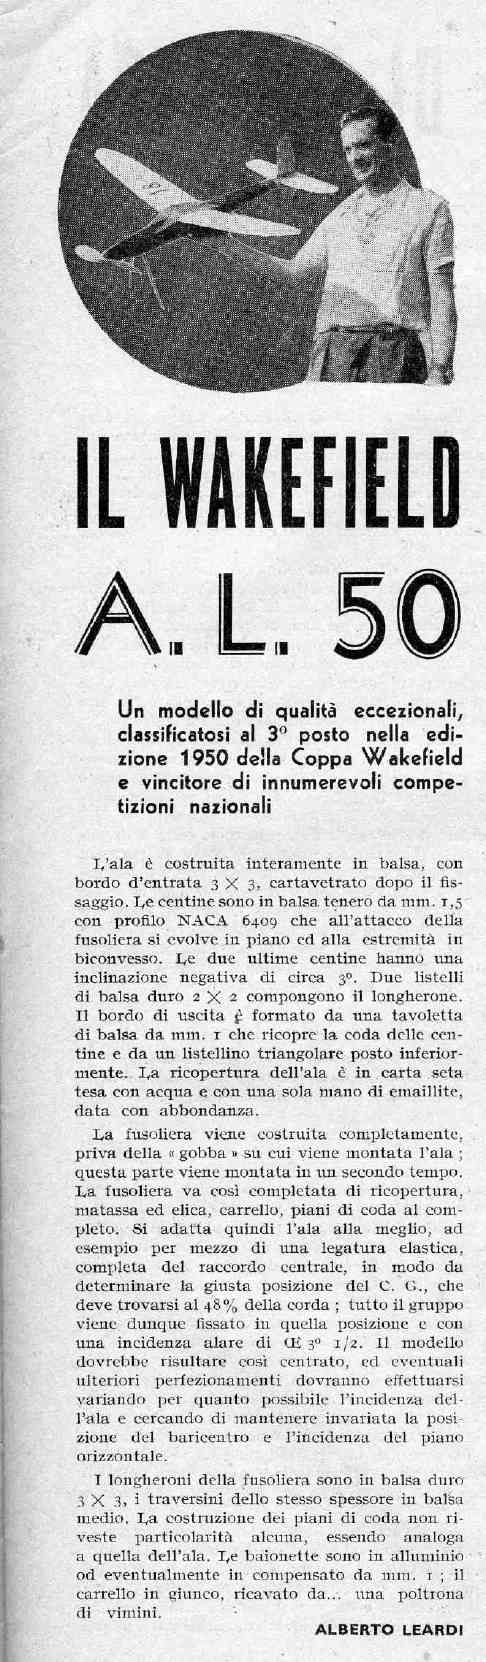 IL WAKEFIELD
A. L. 50
Un modello di qualità eccezionali,
classificatosi al 3º posto nella edi-
zione 1950 della Coppa Wakefield
e vincitore di innumerevoli compe-
tizioni nazionali
L'ala è costruita interamente in balsa, con
bordo d'entrata 3 × 3, cartavetrato dopo il fis-
saggio. Le centine sono in balsa tenero da mm. 1,5
con profilo NACA 6409 che all'attacco della
fusoliera si evolve in piano ed alla estremità in
biconvesso. Le due ultime centine hanno una
inclinazione negativa di circa 3º. Due listelli
di balsa duro 2 × 2 compongono il longherone.
Il bordo di uscita è formato da una tavoletta
di balsa da mm. 1 che ricopre la coda delle cen-
tine e da un listellino triangolare posto inferior-
mente. La ricopertura dell'ala è in carta seta
tesa con acqua e con una sola mano di emaillite,
data con abbondanza.
La fusoliera viene costruita completamente,
priva della « gobba » su cui viene montata l'ala ;
questa parte viene montata in un secondo tempo.
La fusoliera va così completata di ricopertura,
matassa ed elica, carrello, piani di coda al com-
pleto. Si adatta quindi l'ala alla meglio, ad
esempio per mezzo di una legatura elastica,
completa del raccordo centrale, in modo da
determinare la giusta posizione del C. G., che
deve trovarsi al 48% della corda ; tutto il gruppo
viene dunque fissato in quella posizione e con
una incidenza alare di Œ 3º 1/2. Il modello
dovrebbe risultare così centrato, ed eventuali
ulteriori perfezionamenti dovranno effettuarsi
variando per quanto possibile l'incidenza del-
l'ala e cercando di mantenere invariata la posi-
zione del baricentro e l'incidenza del piano
orizzontale.
I longheroni della fusoliera sono in balsa duro
3 × 3, i traversini dello stesso spessore in balsa
medio. La costruzione dei piani di coda non ri-
veste particolarità alcuna, essendo analoga
a quella dell'ala. Le baionette sono in alluminio
od eventualmente in compensato da mm. 1 ; il
carrello in giunco, ricavato da... una poltrona
di vimini.
ALBERTO LEARDI